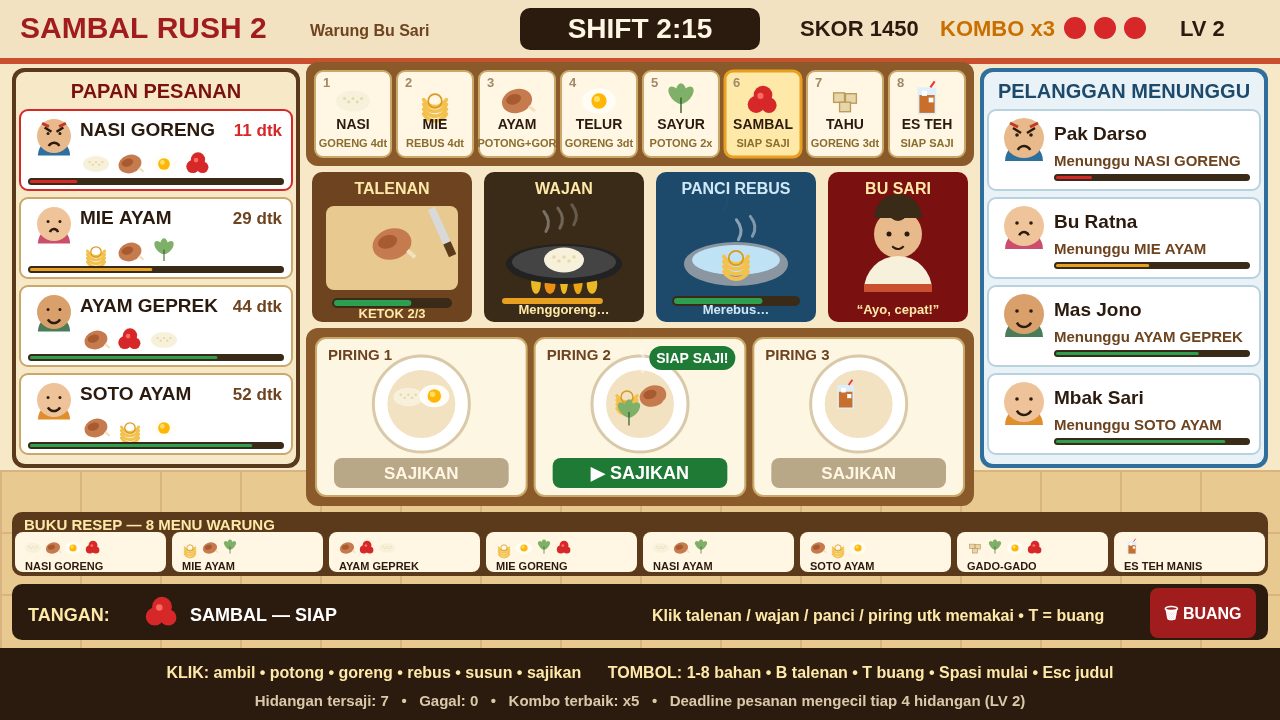 SAMBAL RUSH 2
Warung Bu Sari
SHIFT 2:15
SKOR 1450
KOMBO x3
LV 2
PAPAN PESANAN
NASI GORENG 11 dtk
MIE AYAM 29 dtk
AYAM GEPREK 44 dtk
SOTO AYAM 52 dtk
1
NASI
GORENG 4dt
2
MIE
REBUS 4dt
3
AYAM
POTONG+GOR
4
TELUR
GORENG 3dt
5
SAYUR
POTONG 2x
6
SAMBAL
SIAP SAJI
7
TAHU
GORENG 3dt
8
ES TEH
SIAP SAJI
TALENAN
KETOK 2/3
WAJAN
Menggoreng…
PANCI REBUS
Merebus…
BU SARI
“Ayo, cepat!”
PIRING 1
SAJIKAN
PIRING 2
SIAP SAJI!
▶ SAJIKAN
PIRING 3
SAJIKAN
PELANGGAN MENUNGGU
Pak Darso
Menunggu NASI GORENG
Bu Ratna
Menunggu MIE AYAM
Mas Jono
Menunggu AYAM GEPREK
Mbak Sari
Menunggu SOTO AYAM
BUKU RESEP — 8 MENU WARUNG
NASI GORENG
MIE AYAM
AYAM GEPREK
MIE GORENG
NASI AYAM
SOTO AYAM
GADO-GADO
ES TEH MANIS
TANGAN:
SAMBAL — SIAP
Klik talenan / wajan / panci / piring utk memakai • T = buang
BUANG
KLIK: ambil • potong • goreng • rebus • susun • sajikan TOMBOL: 1-8 bahan • B talenan • T buang • Spasi mulai • Esc judul
Hidangan tersaji: 7 • Gagal: 0 • Kombo terbaik: x5 • Deadline pesanan mengecil tiap 4 hidangan (LV 2)